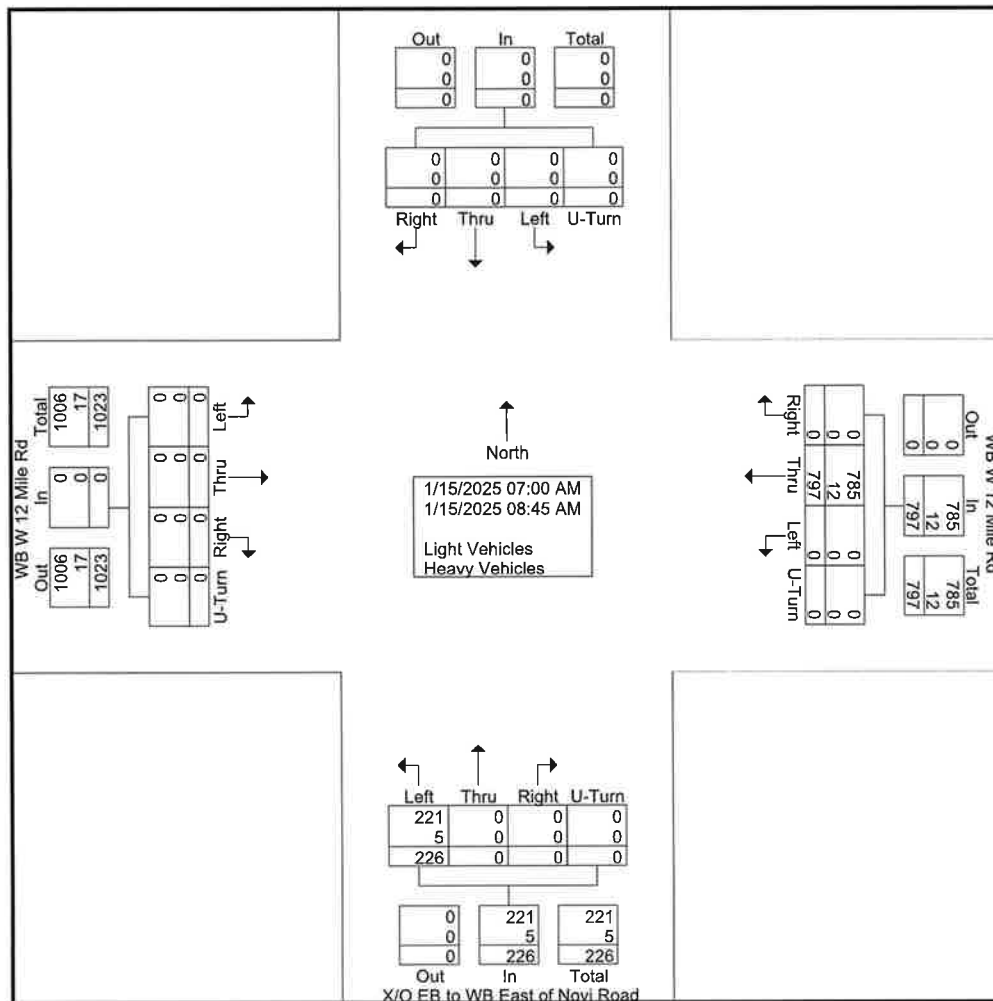 Out In Total
0 0 0
0 0 0
0 0 0
0 0 0 0
0 0 0 0
0 0 0 0
Right Thru Left U-Turn
WB W 12 Mile Rd
Total In Out
1006 0 1006
17 0 17
1023 0 1023
0 0 0 0
0 0 0 0
0 0 0 0
Left Thru Right U-Turn
North
1/15/2025 07:00 AM
1/15/2025 08:45 AM
Light Vehicles
Heavy Vehicles
WB W 12 Mile Rd
Out In Total
0 785 785
0 12 12
0 797 797
0 785 0 0
0 12 0 0
0 797 0 0
Right Thru Left U-Turn
Left Thru Right U-Turn
221 0 0 0
5 0 0 0
226 0 0 0
0 221 221
0 5 5
0 226 226
Out In Total
X/O EB to WB East of Novi Road